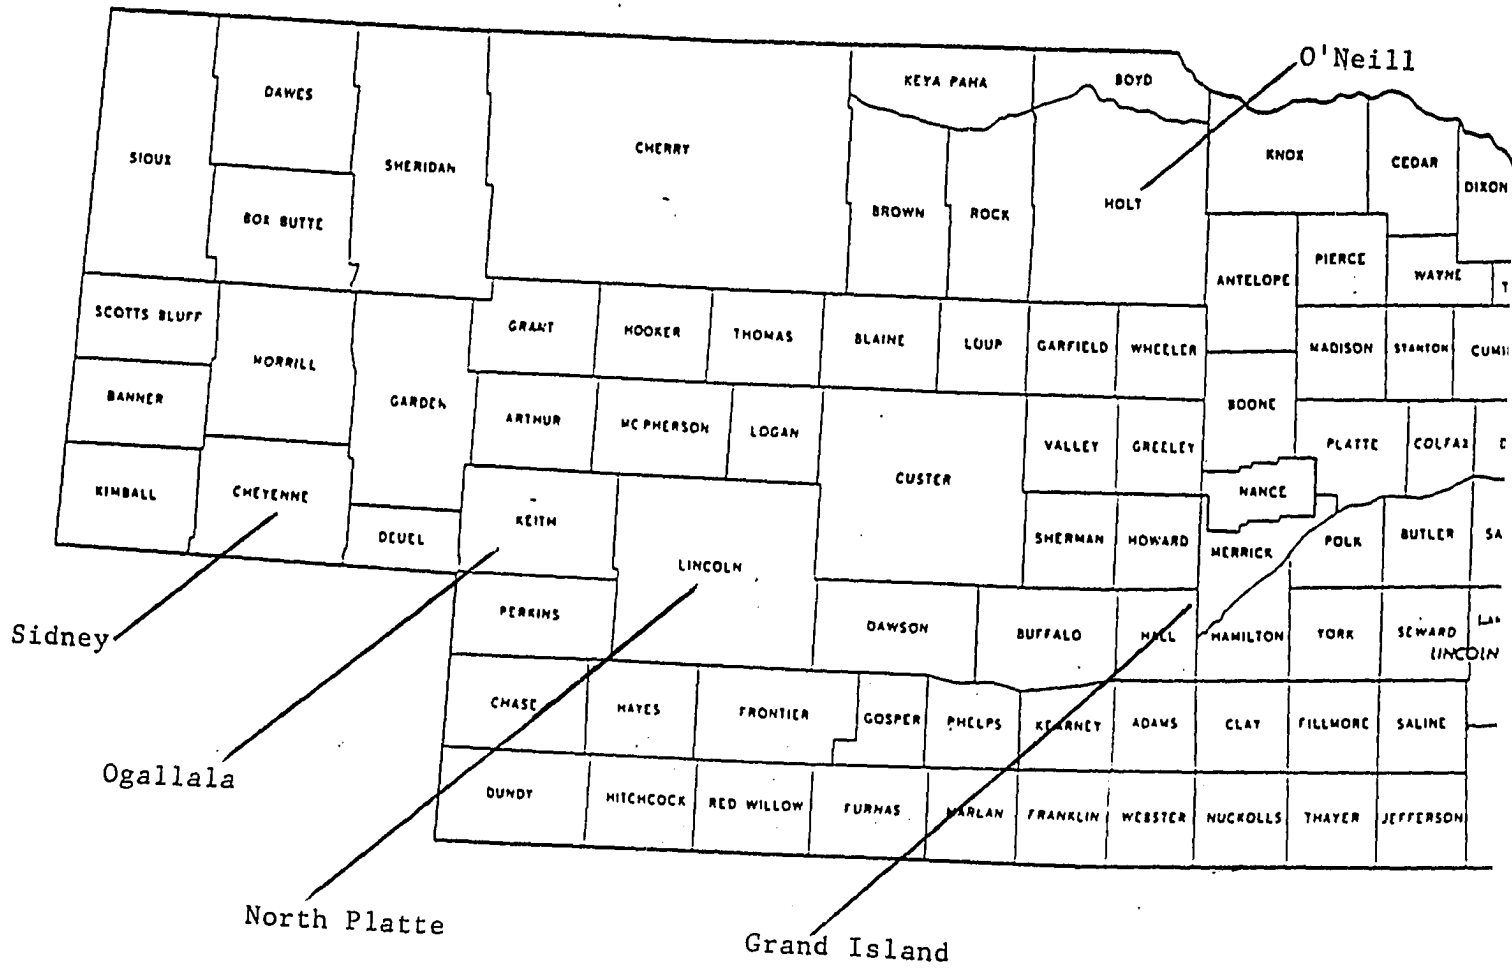 O'Neill
KEYA PAHA
BOYD
DAWES
CHERRY
SIOUX
SHERIDAN
KNOX
CEDAR
DIXON
BOX BUTTE
BROWN
ROCK
HOLT
PIERCE
ANTELOPE
WAYNE
T
SCOTTS BLUFF
GRANT
HOOKER
THOMAS
BLAINE
LOUP
GARFIELD
WHEELER
MADISON
STANTON
CUMI
MORRILL
BANNER
GARDEN
ARTHUR
MC PHERSON
LOGAN
BOONE
VALLEY
GREELEY
PLATTE
COLFAX
CUSTER
KIMBALL
CHEYENNE
NANCE
KEITH
DEUEL
SHERMAN
HOWARD
MERRICK
POLK
BUTLER
SA
LINCOLN
Sidney
PERKINS
DAWSON
BUFFALO
HALL
HAMILTON
YORK
SEWARD
LAN
LINCOLN
CHASE
HAYES
FRONTIER
GOSPER
PHELPS
KEARNEY
ADAMS
CLAY
FILLMORE
SALINE
Ogallala
DUNDY
HITCHCOCK
RED WILLOW
FURNAS
HARLAN
FRANKLIN
WEBSTER
NUCKOLLS
THAYER
JEFFERSON
North Platte
Grand Island